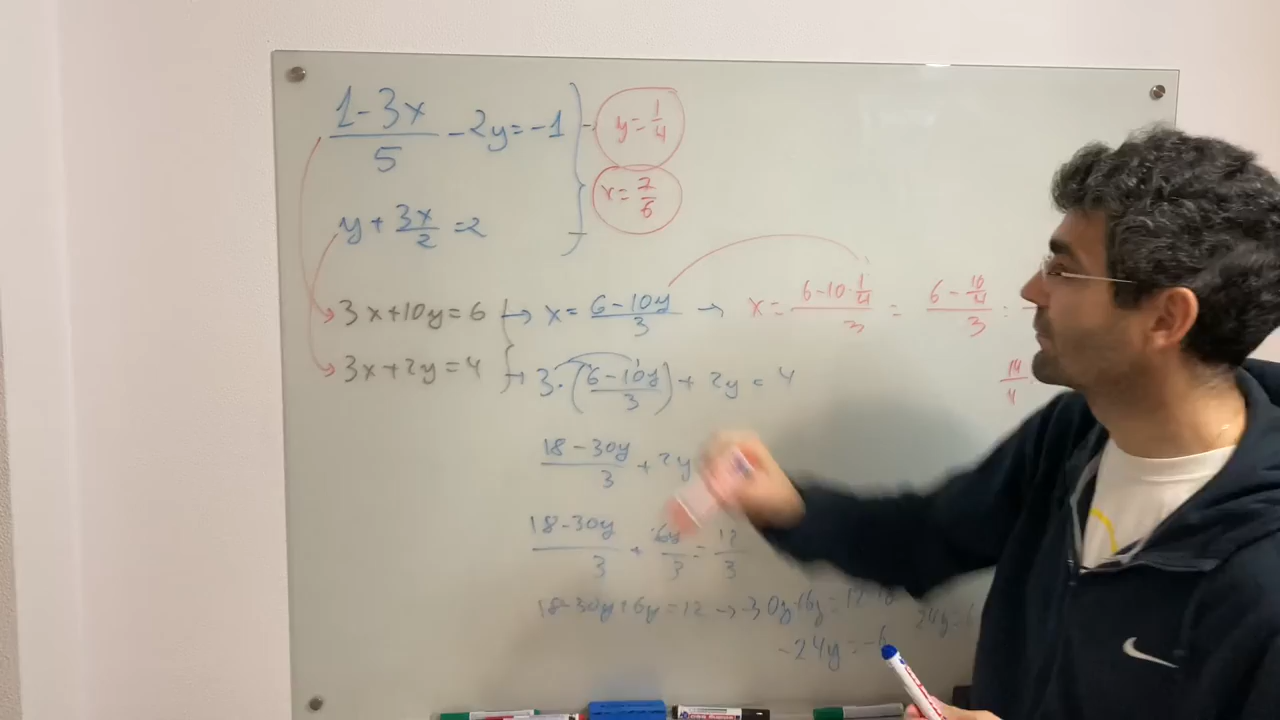 (1-3x)/5 - 2y = -1
y = 1/4
y + 3x/2 = 2
x = 7/6
3x+10y=6 → x = (6-10y)/3 → x = (6-10·1/4)/3 = (6-10/4)/3 =
3x+2y=4 → 3·((6-10y)/3) + 2y = 4
14/4
(18-30y)/3 + 2y
(18-30y)/3 + 6y/3 = 12/3
18-30y+6y=12 → -30y+6y=12-18
-24y=-6